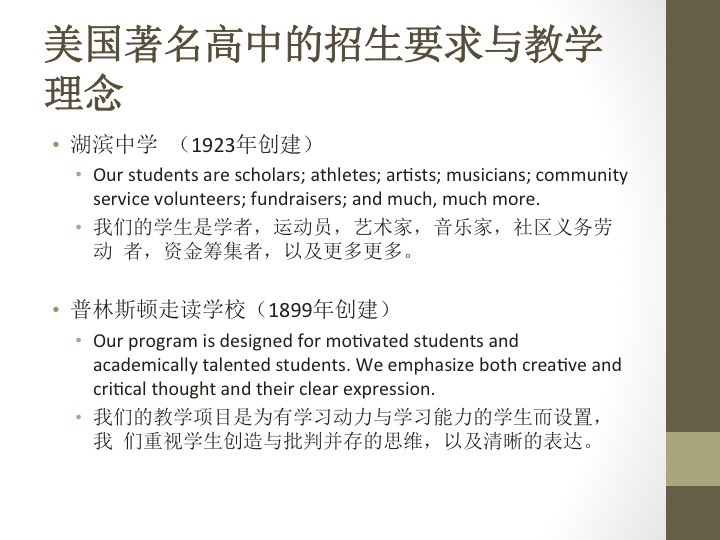 美国著名高中的招生要求与教学
理念
• 湖滨中学 （1923年创建）
• Our students are scholars; athletes; artists; musicians; community
service volunteers; fundraisers; and much, much more.
• 我们的学生是学者，运动员，艺术家，音乐家，社区义务劳
动 者，资金筹集者，以及更多更多。
• 普林斯顿走读学校（1899年创建）
• Our program is designed for motivated students and
academically talented students. We emphasize both creative and
critical thought and their clear expression.
• 我们的教学项目是为有学习动力与学习能力的学生而设置，
我 们重视学生创造与批判并存的思维，以及清晰的表达。